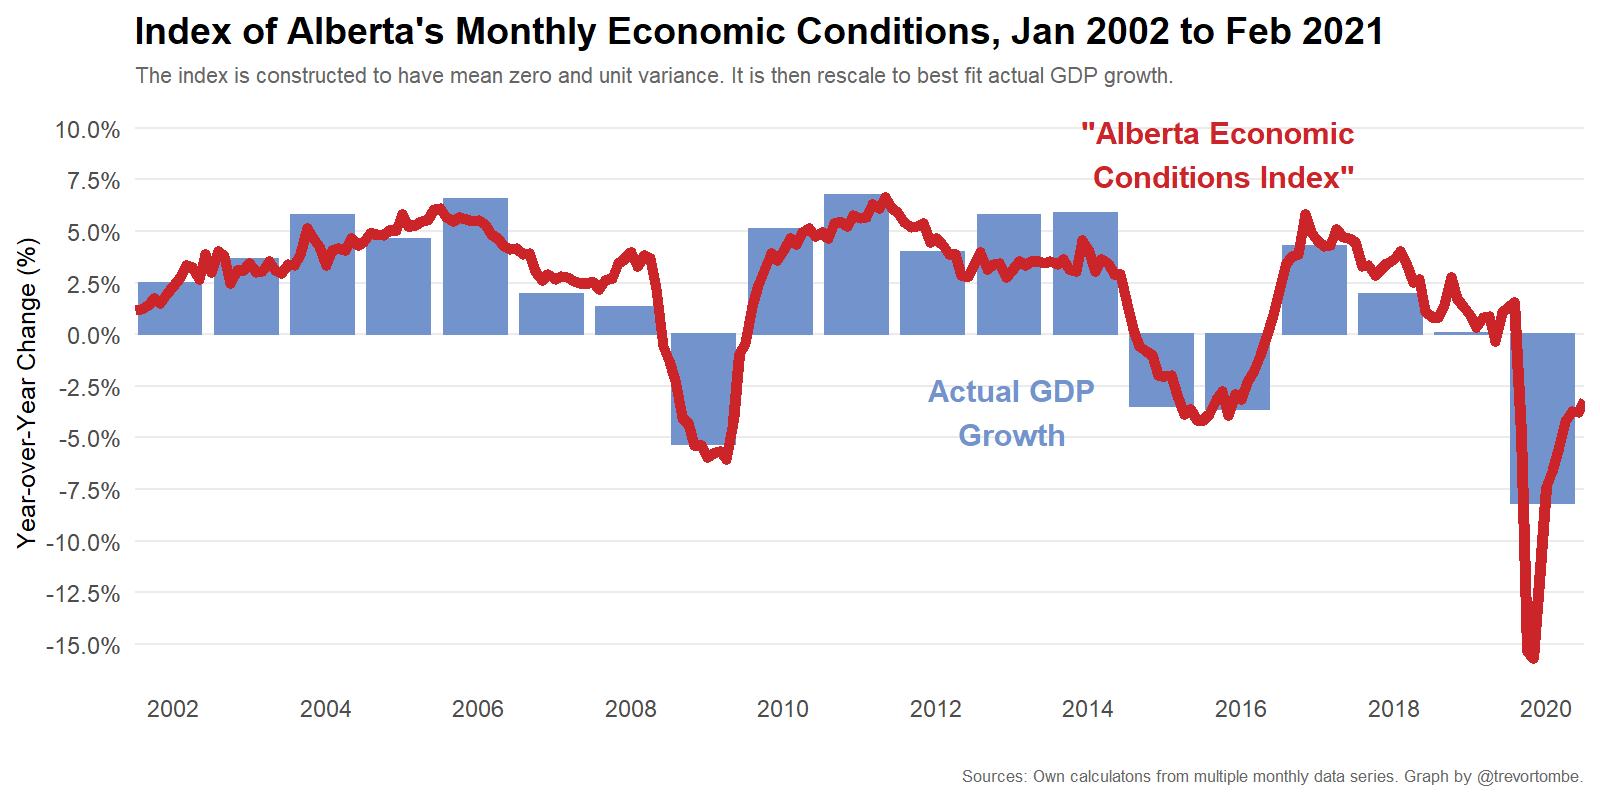 Index of Alberta's Monthly Economic Conditions, Jan 2002 to Feb 2021
The index is constructed to have mean zero and unit variance. It is then rescale to best fit actual GDP growth.
Year-over-Year Change (%)
10.0%
7.5%
5.0%
2.5%
0.0%
-2.5%
-5.0%
-7.5%
-10.0%
-12.5%
-15.0%
"Alberta Economic
Conditions Index"
Actual GDP
Growth
2002
2004
2006
2008
2010
2012
2014
2016
2018
2020
Sources: Own calculatons from multiple monthly data series. Graph by @trevortombe.